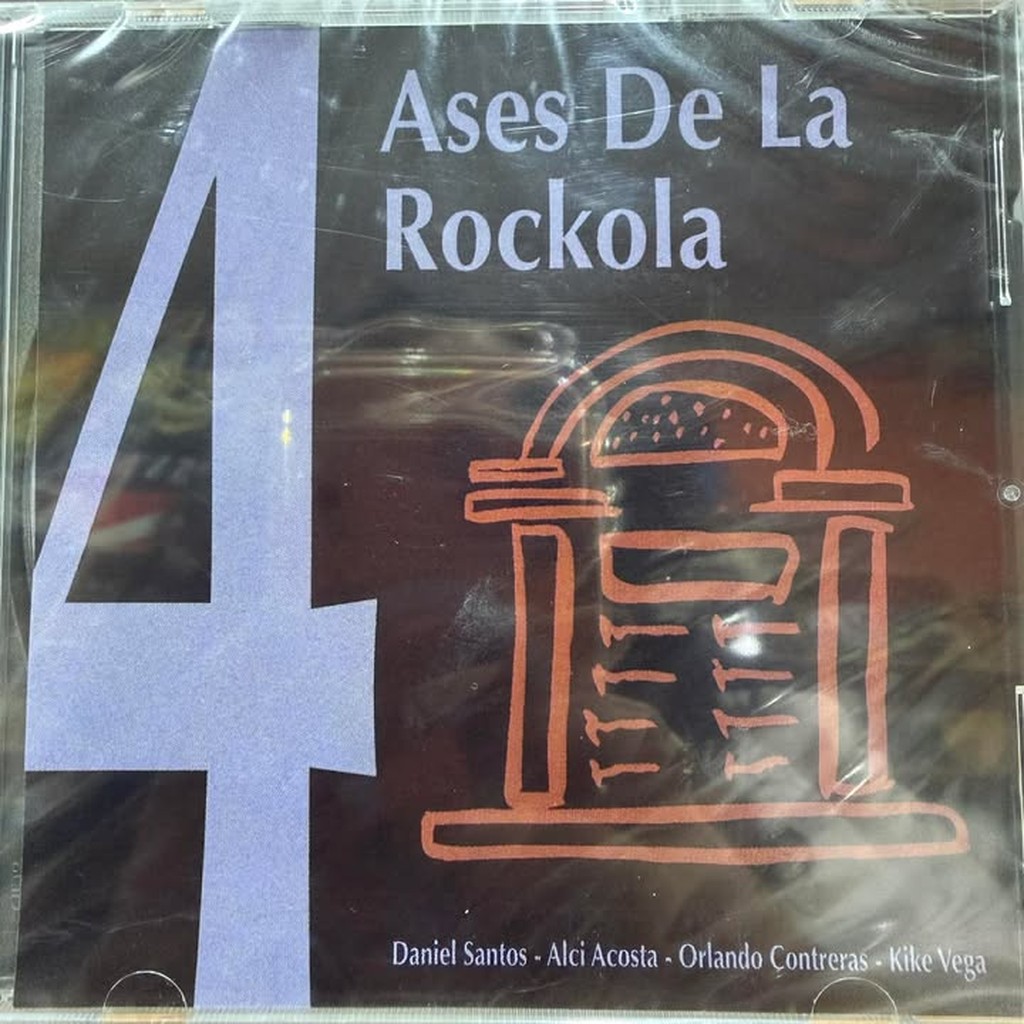 4
Ases De La
Rockola
Daniel Santos - Alci Acosta - Orlando Contreras - Kike Vega